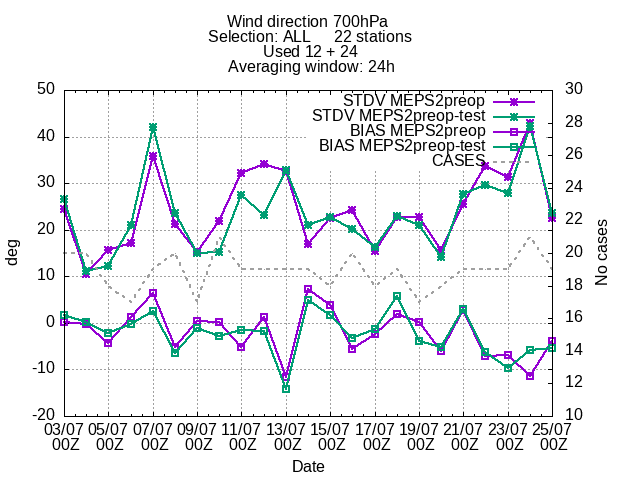 Wind direction 700hPa
Selection: ALL 22 stations
Used 12 + 24
Averaging window: 24h
STDV MEPS2preop
STDV MEPS2preop-test
BIAS MEPS2preop
BIAS MEPS2preop-test
CASES
50
40
30
20
10
0
-10
-20
deg
30
28
26
24
22
20
18
16
14
12
10
No cases
03/07 05/07 07/07 09/07 11/07 13/07 15/07 17/07 19/07 21/07 23/07 25/07
00Z 00Z 00Z 00Z 00Z 00Z 00Z 00Z 00Z 00Z 00Z 00Z
Date